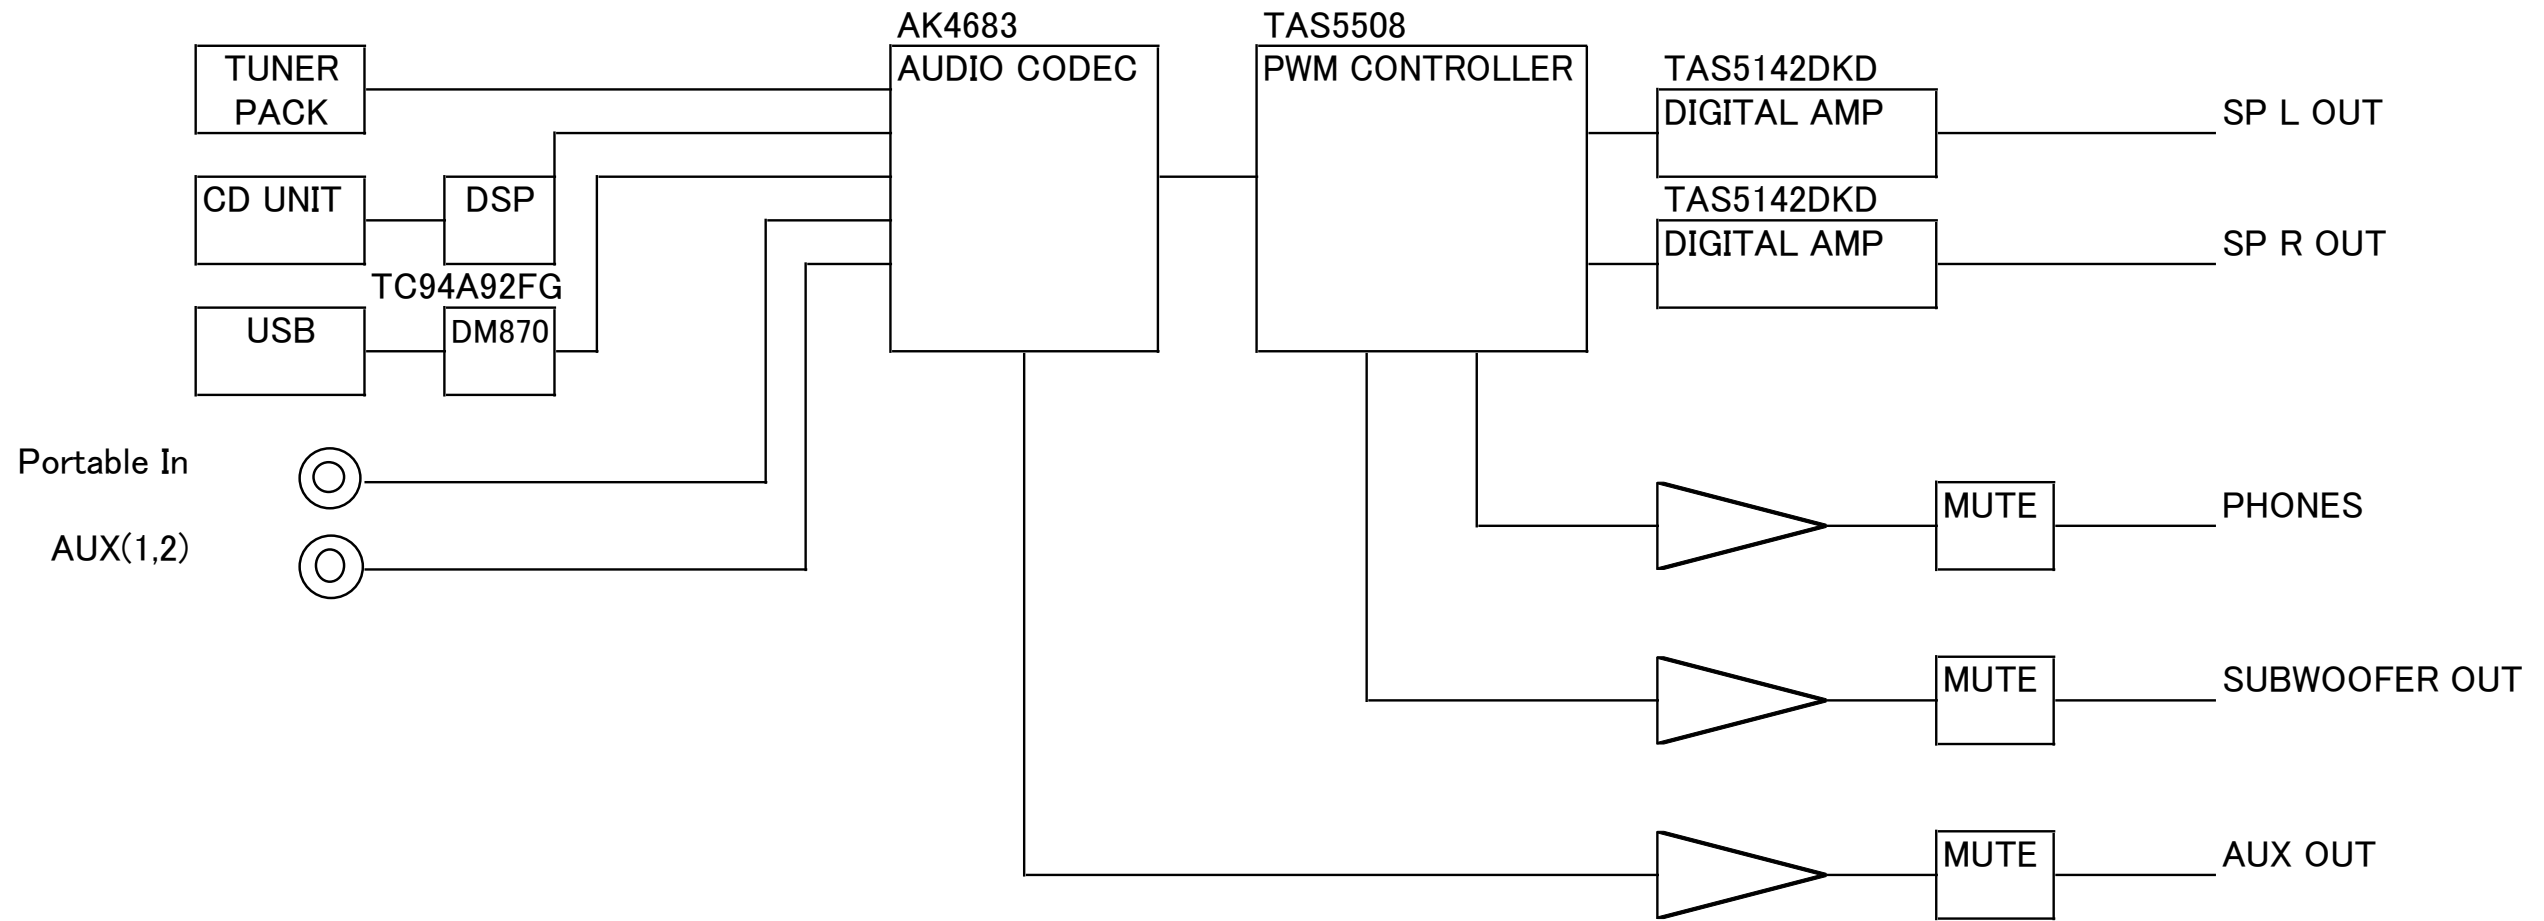 AK4683
TAS5508
TUNER
PACK
AUDIO CODEC
PWM CONTROLLER
TAS5142DKD
DIGITAL AMP
SP L OUT
CD UNIT
DSP
TAS5142DKD
DIGITAL AMP
SP R OUT
TC94A92FG
USB
DM870
Portable In
PHONES
MUTE
AUX(1,2)
MUTE
SUBWOOFER OUT
MUTE
AUX OUT